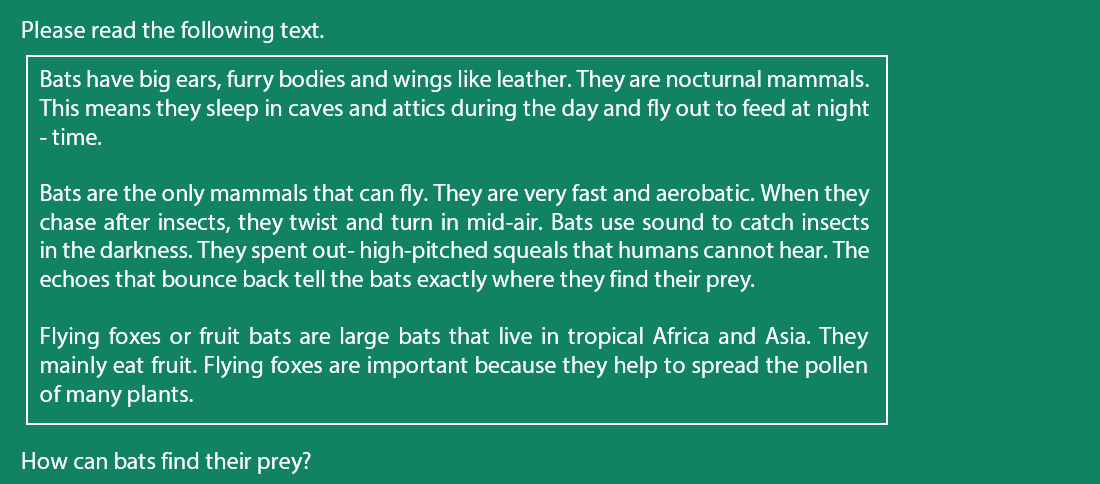 Please read the following text.
Bats have big ears, furry bodies and wings like leather. They are nocturnal mammals.
This means they sleep in caves and attics during the day and fly out to feed at night
- time.
Bats are the only mammals that can fly. They are very fast and aerobatic. When they
chase after insects, they twist and turn in mid-air. Bats use sound to catch insects
in the darkness. They spent out- high-pitched squeals that humans cannot hear. The
echoes that bounce back tell the bats exactly where they find their prey.
Flying foxes or fruit bats are large bats that live in tropical Africa and Asia. They
mainly eat fruit. Flying foxes are important because they help to spread the pollen
of many plants.
How can bats find their prey?